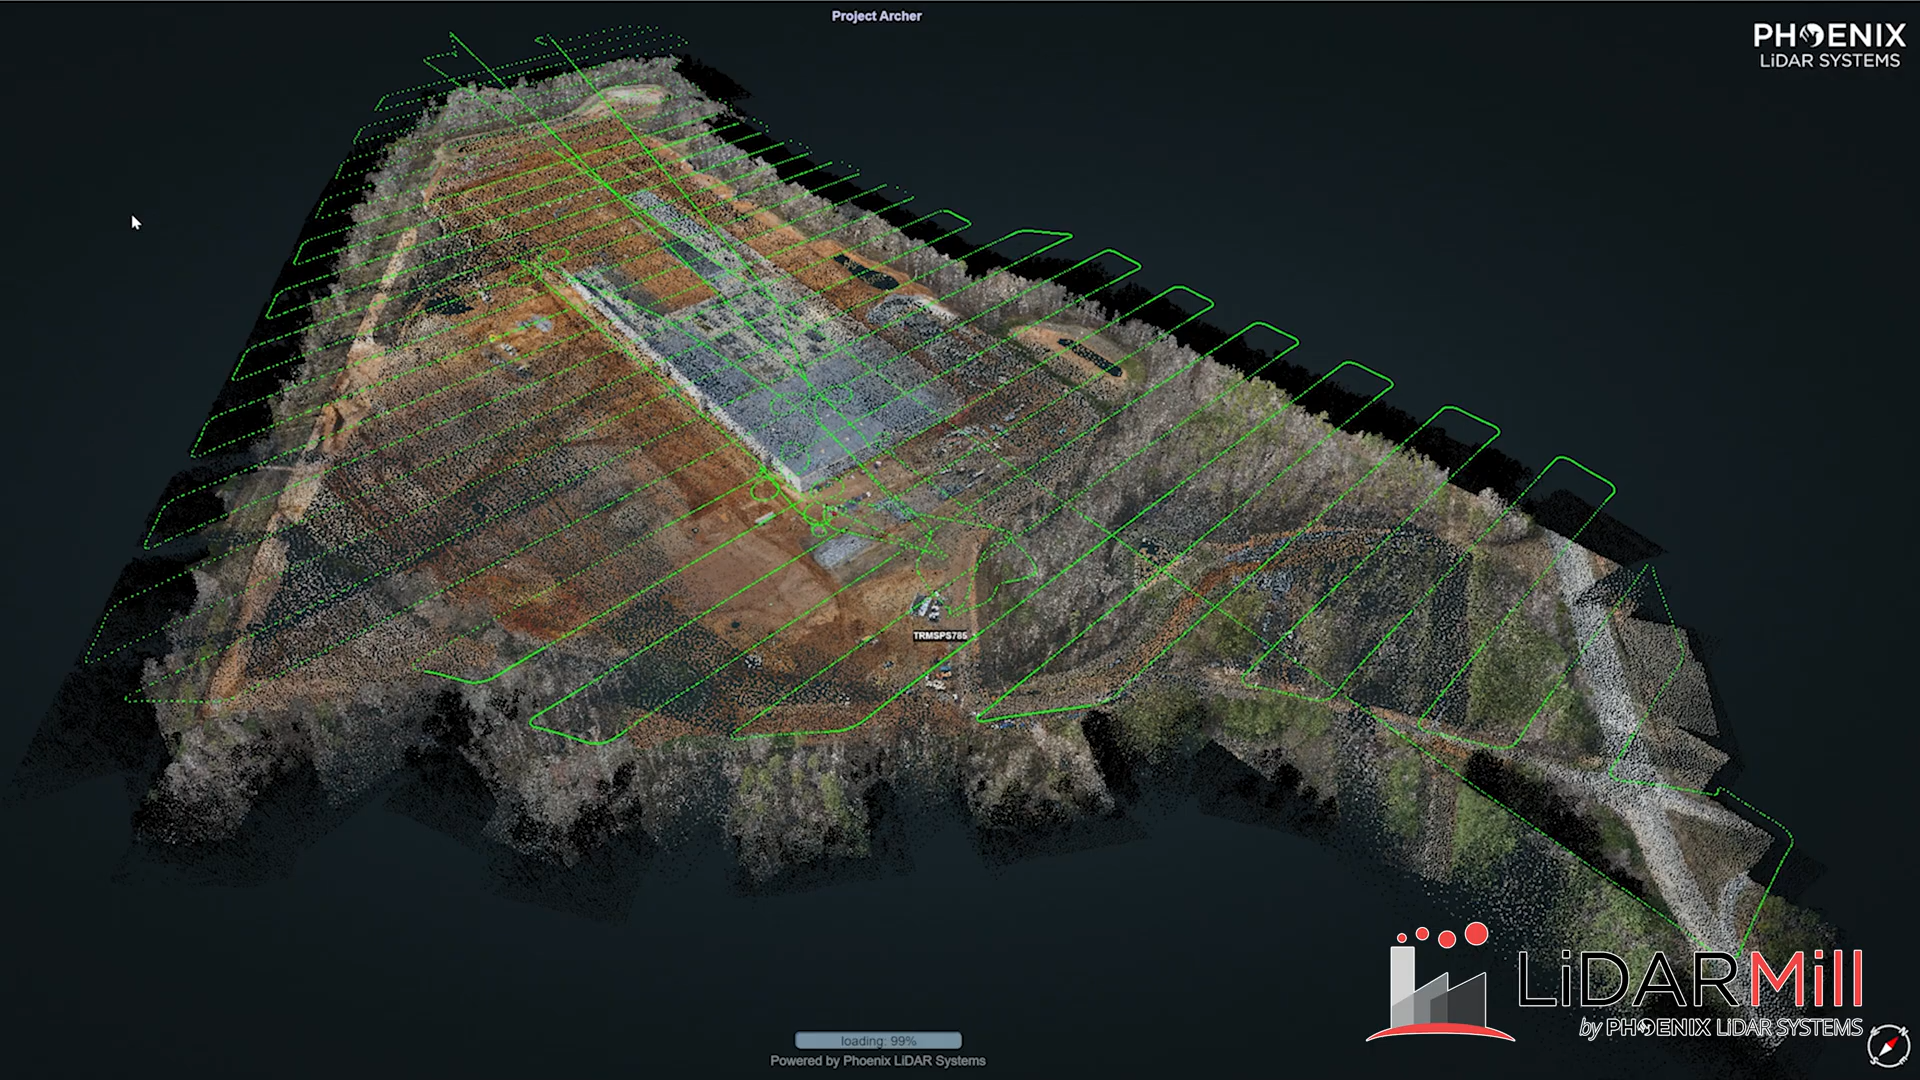 Project Archer
PHOENIX
LiDAR SYSTEMS
TRMSPS785
LiDARMill
by PHOENIX LiDAR SYSTEMS
loading: 99%
Powered by Phoenix LiDAR Systems